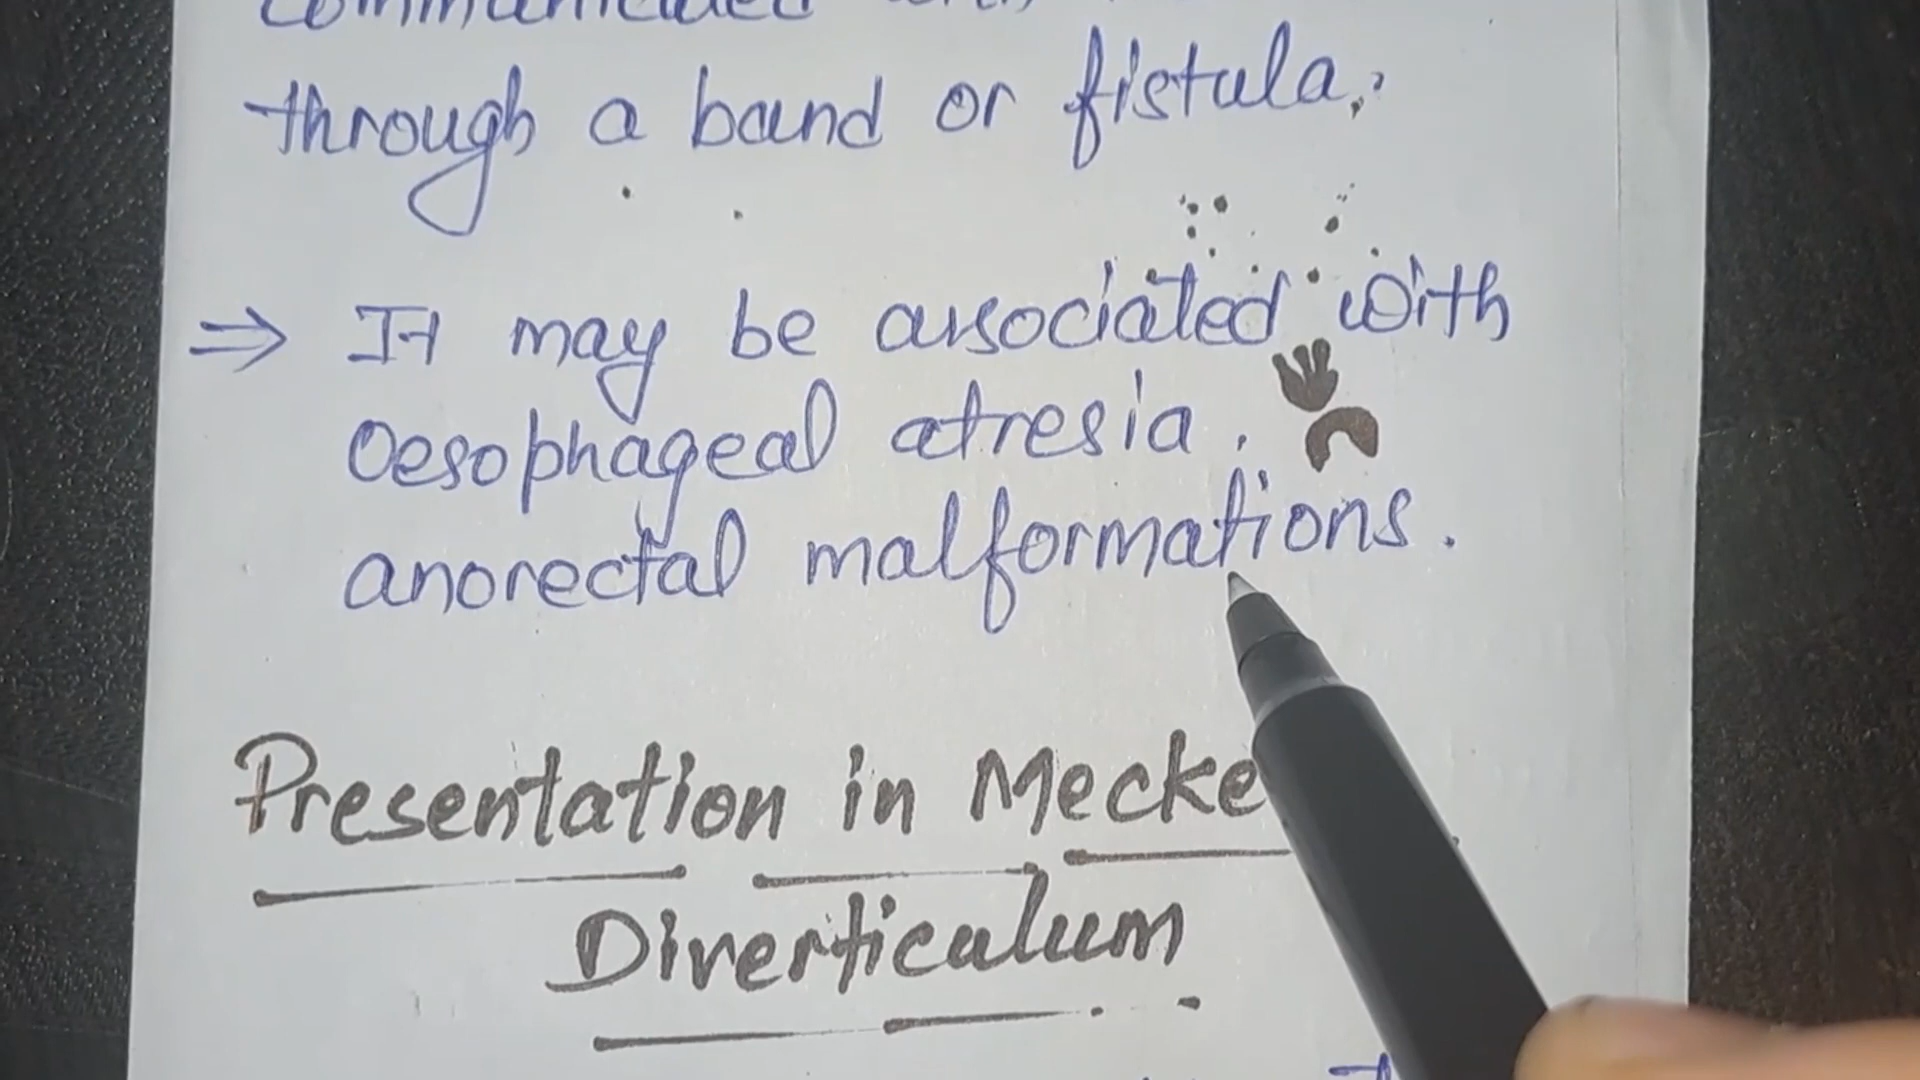 through a band or fistula.
⇒ It may be associated with
Oesophageal atresia,
anorectal malformations.
Presentation in Mecke
Diverticulum